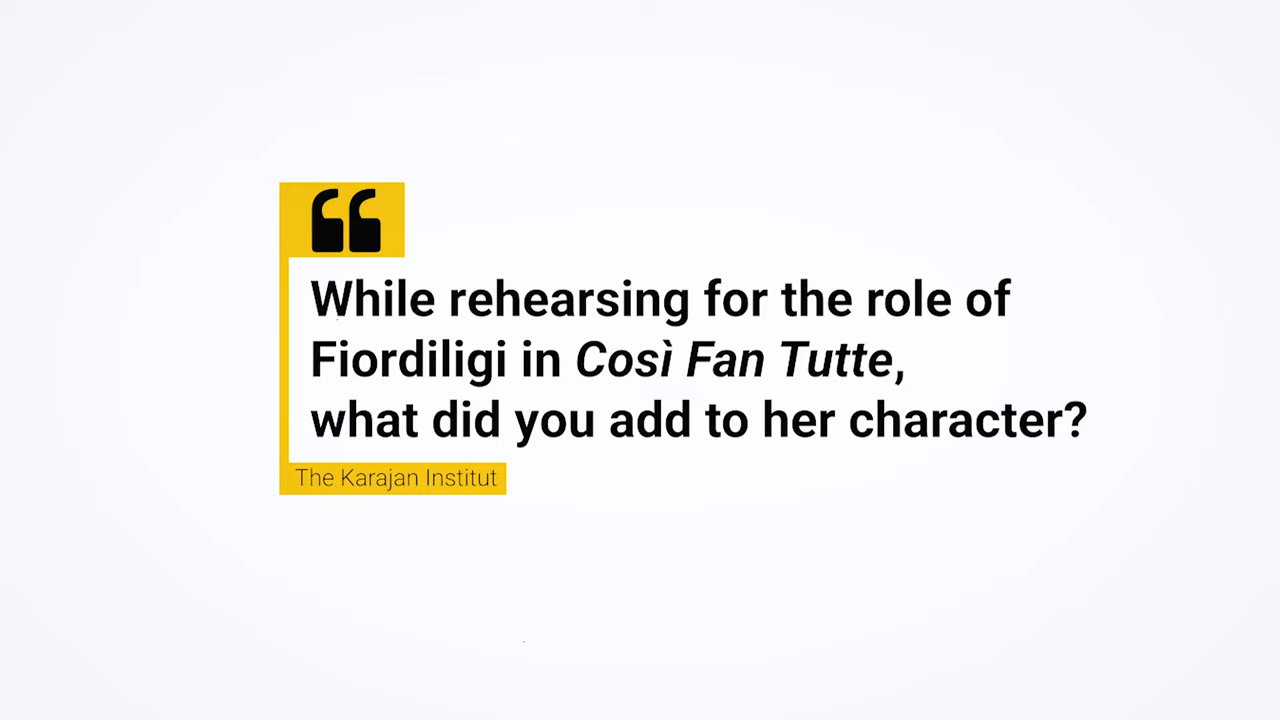 While rehearsing for the role of
Fiordiligi in Così Fan Tutte,
what did you add to her character?
The Karajan Institut